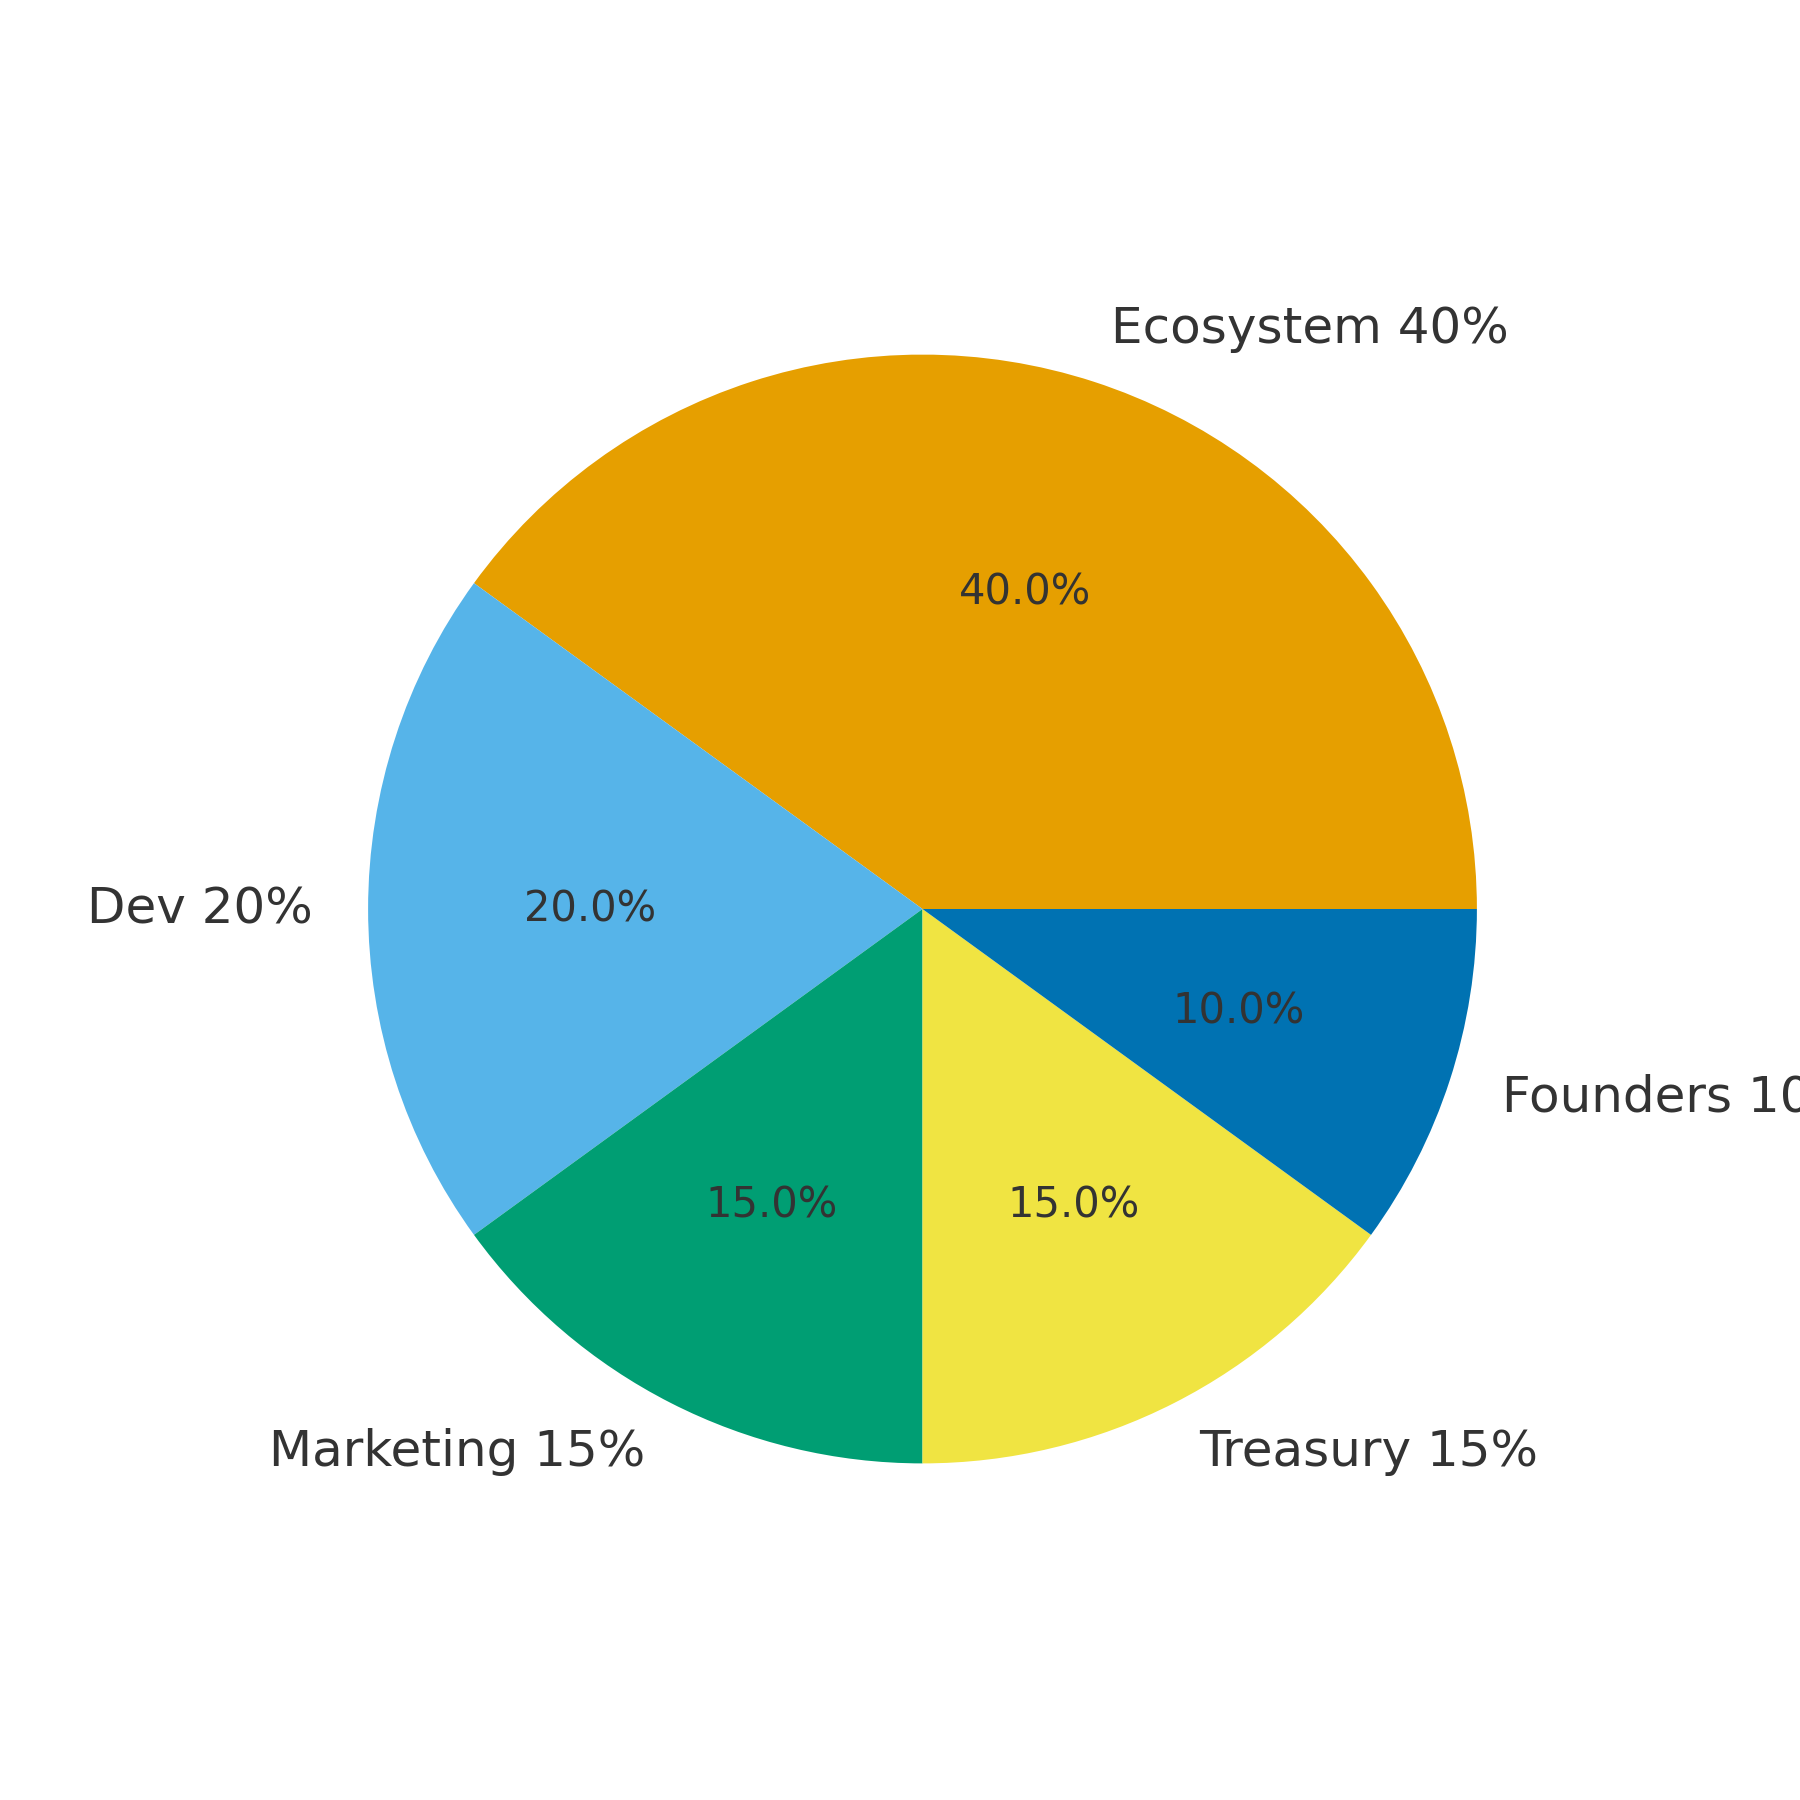 Ecosystem 40%
40.0%
Dev 20%
20.0%
10.0%
Founders 10
15.0%
15.0%
Marketing 15%
Treasury 15%